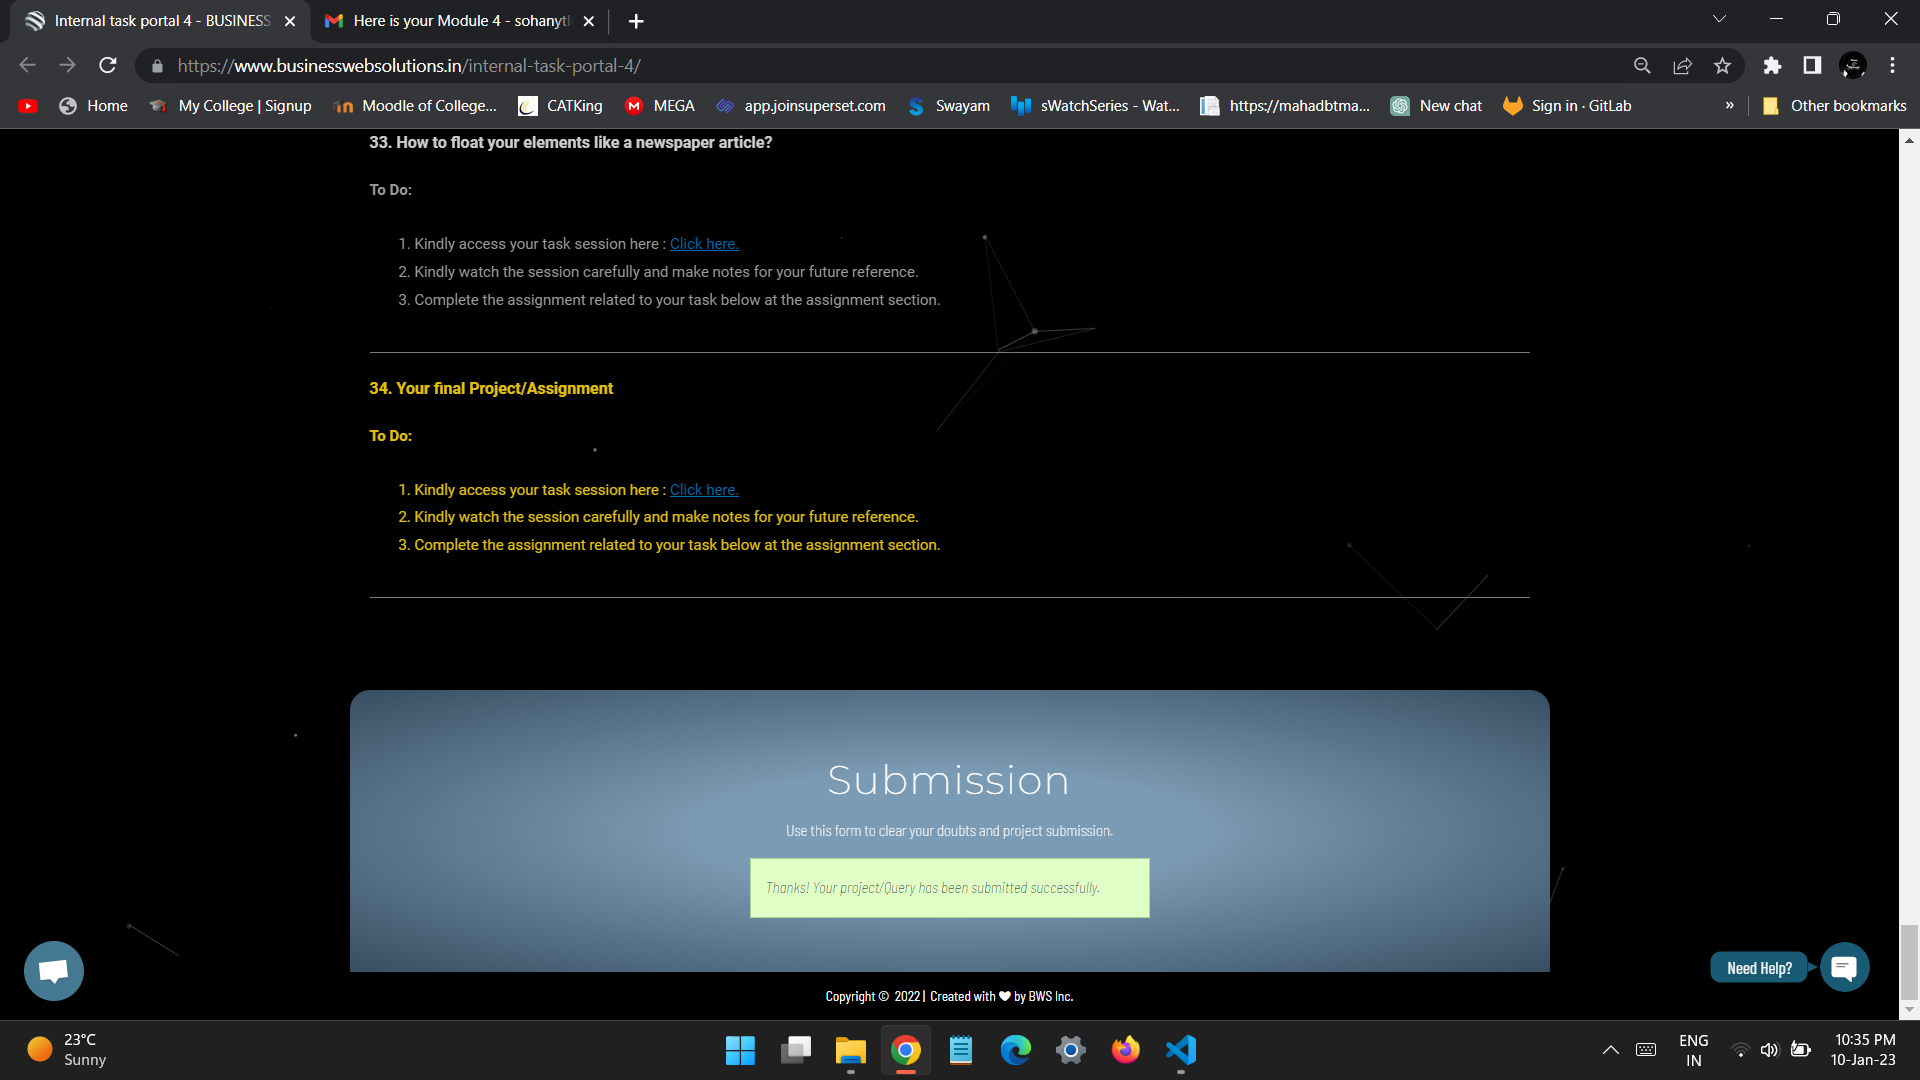 Internal task portal 4 - BUSINESS
Here is your Module 4 - sohanyt
https://www.businesswebsolutions.in/internal-task-portal-4/
Home
My College | Signup
Moodle of College...
CATKing
MEGA
app.joinsuperset.com
Swayam
sWatchSeries - Wat...
https://mahadbtma...
New chat
Sign in · GitLab
»
Other bookmarks
33. How to float your elements like a newspaper article?
To Do:
1. Kindly access your task session here : Click here.
2. Kindly watch the session carefully and make notes for your future reference.
3. Complete the assignment related to your task below at the assignment section.
34. Your final Project/Assignment
To Do:
1. Kindly access your task session here : Click here.
2. Kindly watch the session carefully and make notes for your future reference.
3. Complete the assignment related to your task below at the assignment section.
Submission
Use this form to clear your doubts and project submission.
Thanks! Your project/Query has been submitted successfully.
Need Help?
Copyright © 2022 | Created with 🤍 by BWS Inc.
23°C
Sunny
ENG
IN
10:35 PM
10-Jan-23